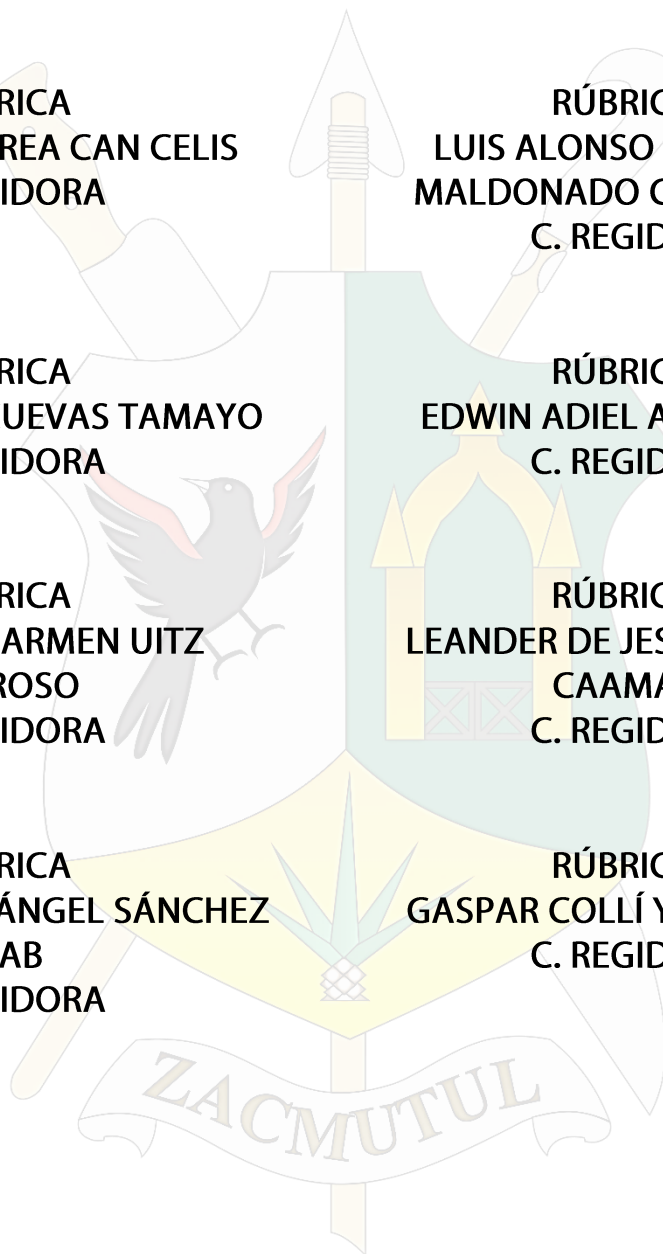 RICA
REA CAN CELIS
IDORA
RÚBRIC
LUIS ALONSO
MALDONADO C
C. REGID
RICA
UEVAS TAMAYO
IDORA
RÚBRIC
EDWIN ADIEL A
C. REGID
RICA
ARMEN UITZ
ROSO
IDORA
RÚBRIC
LEANDER DE JES
CAAMA
C. REGID
RICA
ÁNGEL SÁNCHEZ
AB
IDORA
RÚBRIC
GASPAR COLLÍ Y
C. REGID
ZACMUTUL